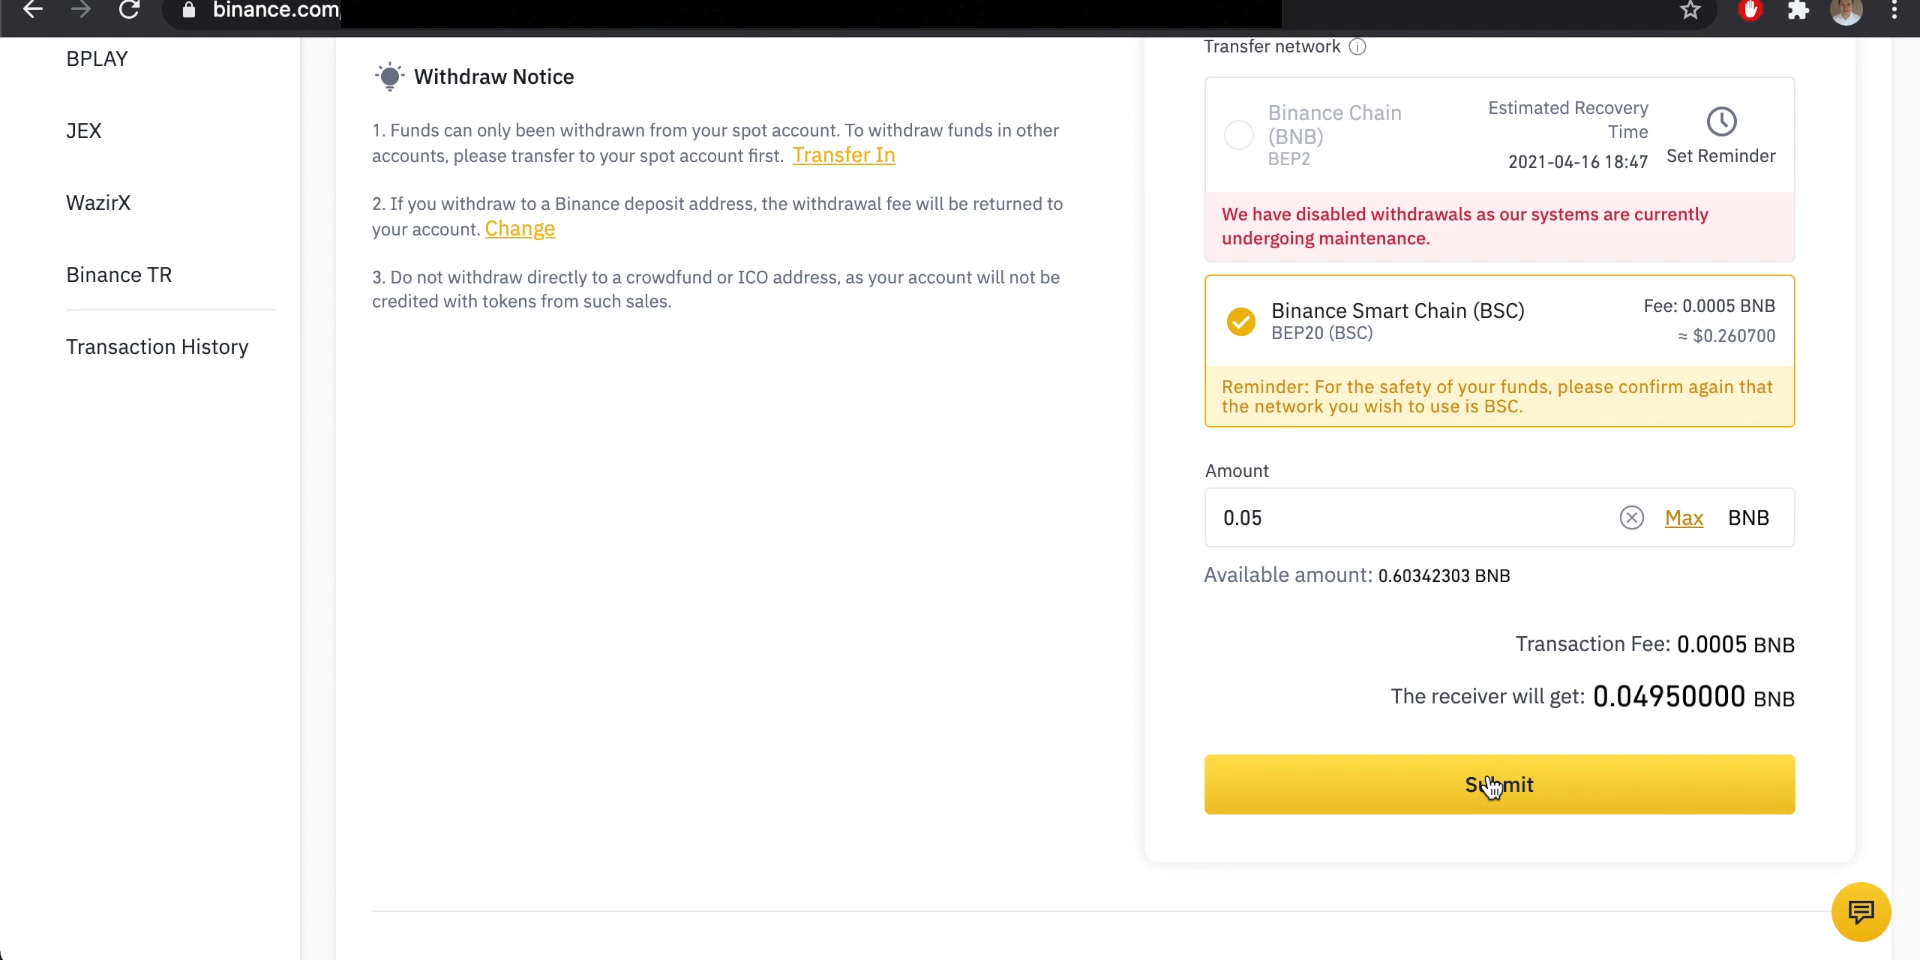 binance.com
BPLAY
JEX
WazirX
Binance TR
Transaction History
Withdraw Notice
1. Funds can only been withdrawn from your spot account. To withdraw funds in other
accounts, please transfer to your spot account first. Transfer In
2. If you withdraw to a Binance deposit address, the withdrawal fee will be returned to
your account. Change
3. Do not withdraw directly to a crowdfund or ICO address, as your account will not be
credited with tokens from such sales.
Transfer network
Binance Chain
(BNB)
BEP2
Estimated Recovery
Time
2021-04-16 18:47
Set Reminder
We have disabled withdrawals as our systems are currently
undergoing maintenance.
Binance Smart Chain (BSC)
BEP20 (BSC)
Fee: 0.0005 BNB
≈ $0.260700
Reminder: For the safety of your funds, please confirm again that
the network you wish to use is BSC.
Amount
0.05 Max BNB
Available amount: 0.60342303 BNB
Transaction Fee: 0.0005 BNB
The receiver will get: 0.04950000 BNB
Submit